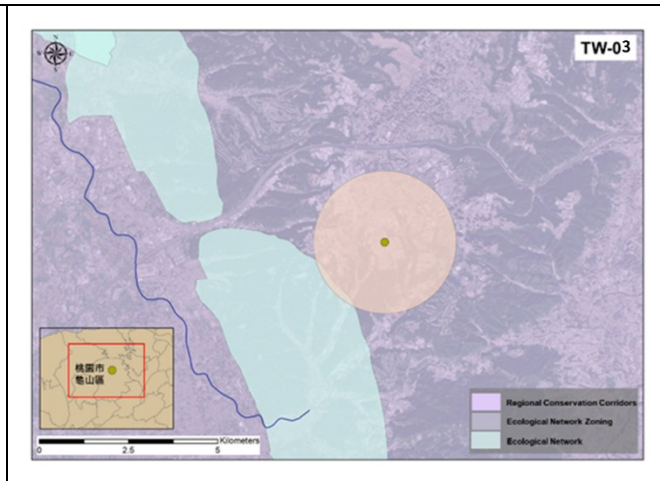 TW-03
桃園市
龜山區
Regional Conservation Corridors
Ecological Network Zoning
Ecological Network
Kilometers
0 2.5 5